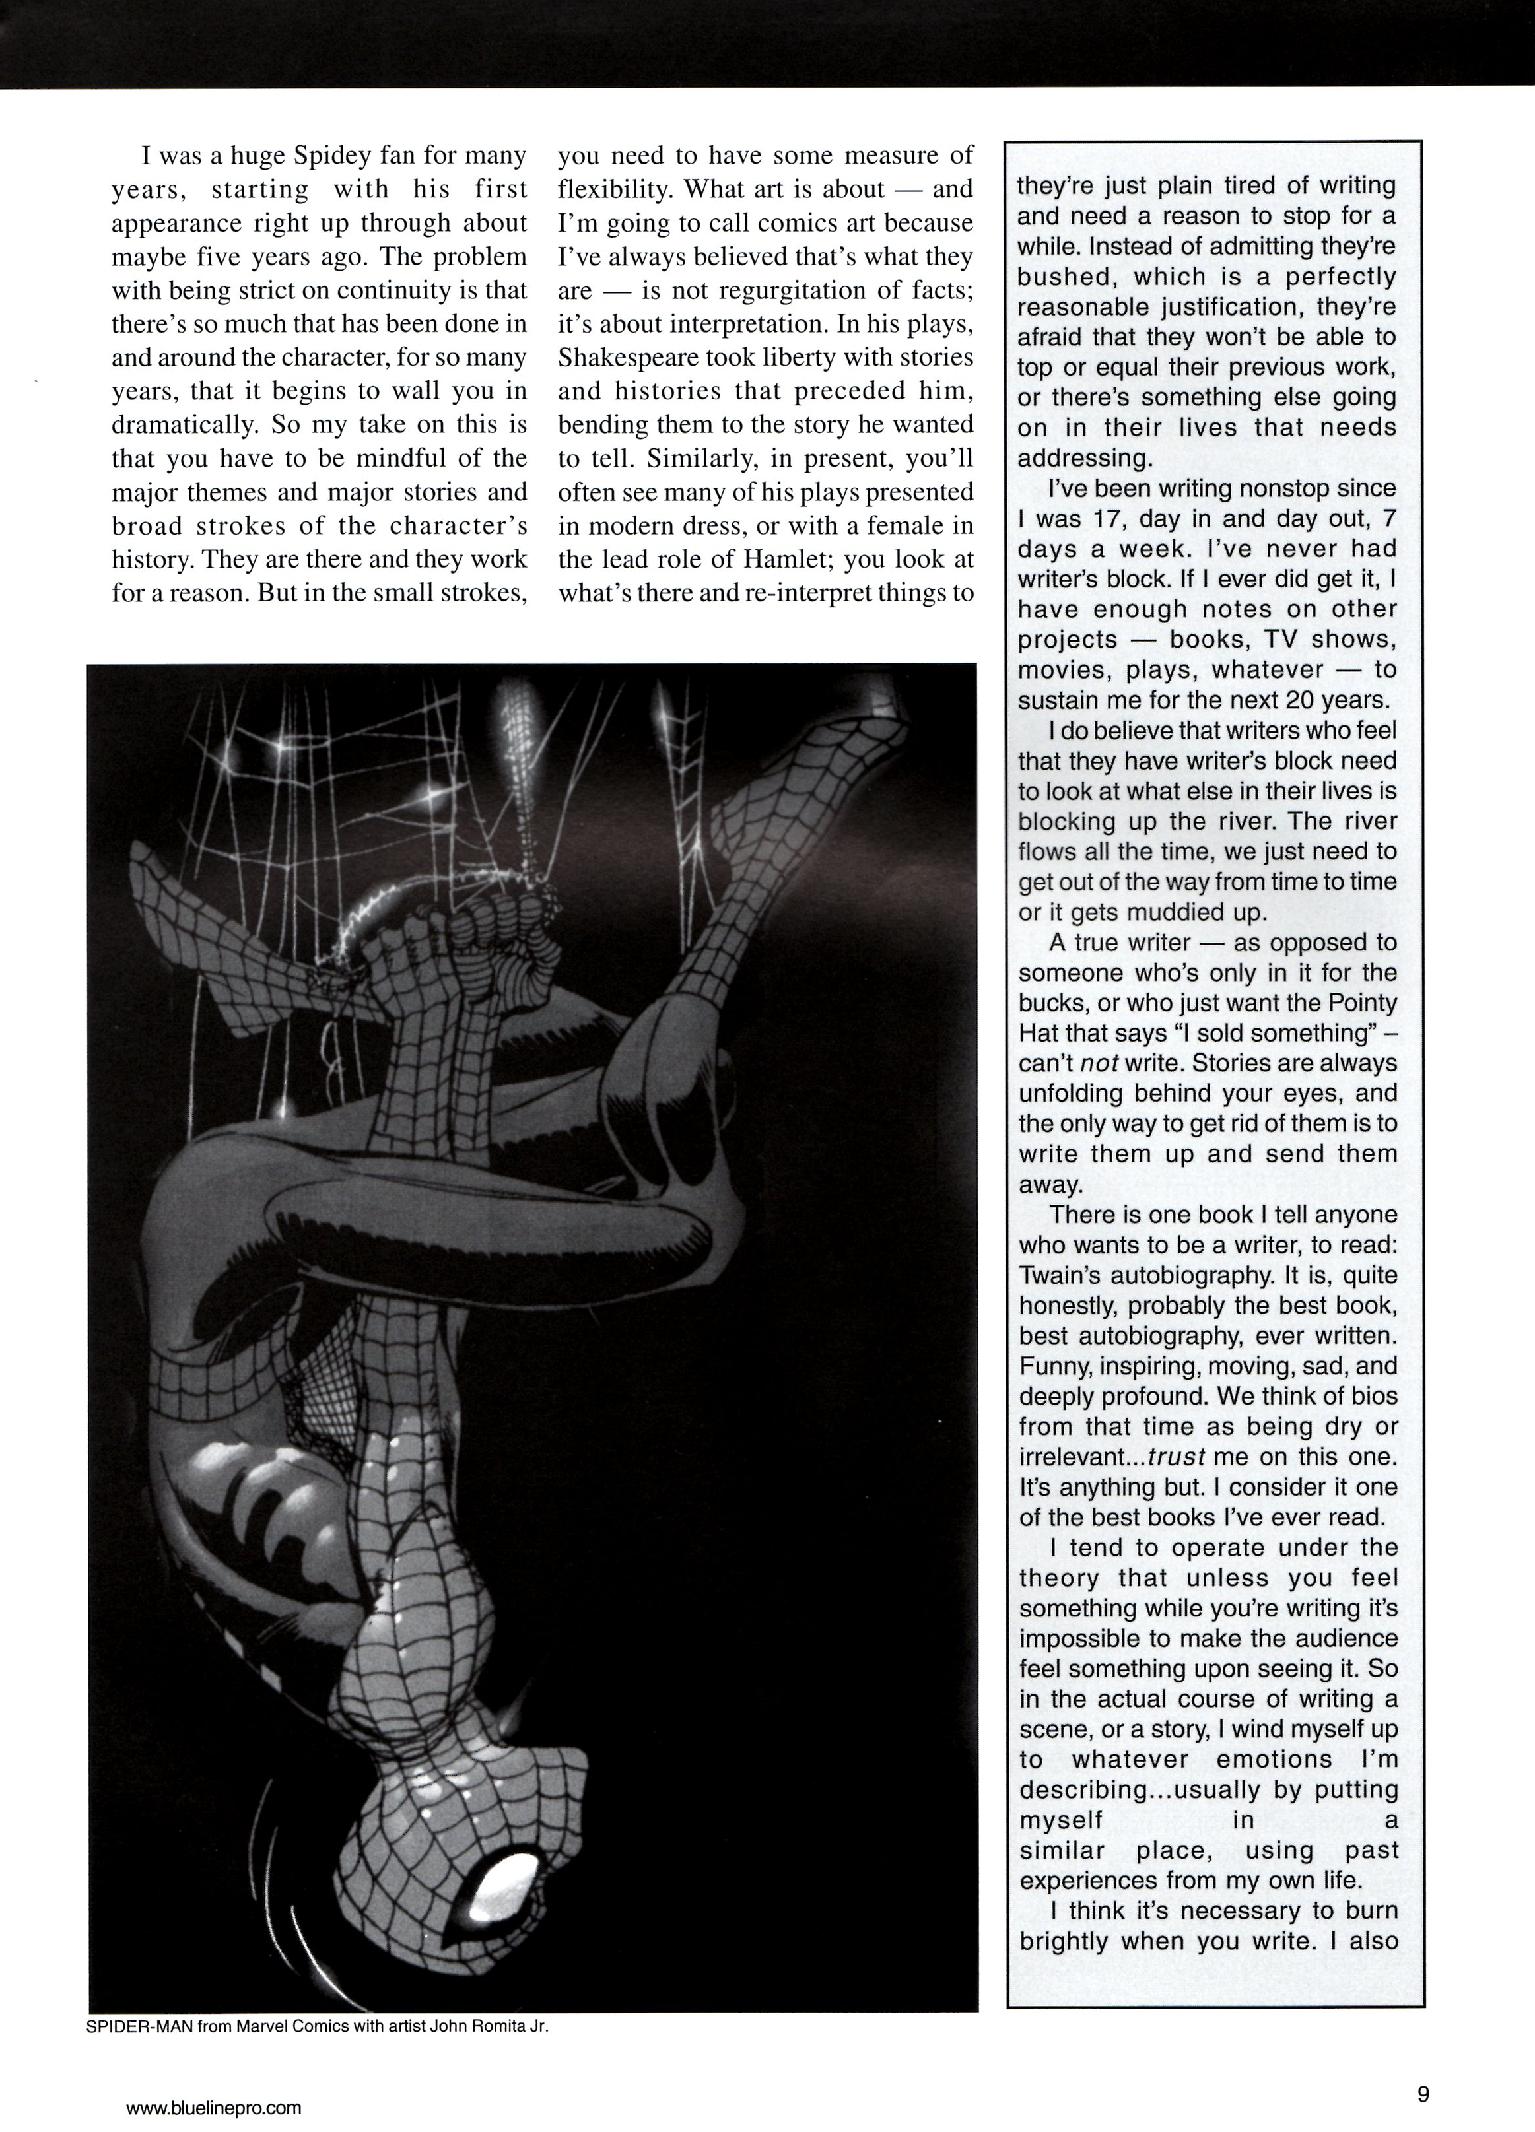 I was a huge Spidey fan for many
years, starting with his first
appearance right up through about
maybe five years ago. The problem
with being strict on continuity is that
there's so much that has been done in
and around the character, for so many
years, that it begins to wall you in
dramatically. So my take on this is
that you have to be mindful of the
major themes and major stories and
broad strokes of the character's
history. They are there and they work
for a reason. But in the small strokes,
you need to have some measure of
flexibility. What art is about — and
I'm going to call comics art because
I've always believed that's what they
are — is not regurgitation of facts;
it's about interpretation. In his plays,
Shakespeare took liberty with stories
and histories that preceded him,
bending them to the story he wanted
to tell. Similarly, in present, you'll
often see many of his plays presented
in modern dress, or with a female in
the lead role of Hamlet; you look at
what's there and re-interpret things to
SPIDER-MAN from Marvel Comics with artist John Romita Jr.
they're just plain tired of writing
and need a reason to stop for a
while. Instead of admitting they're
bushed, which is a perfectly
reasonable justification, they're
afraid that they won't be able to
top or equal their previous work,
or there's something else going
on in their lives that needs
addressing.
I've been writing nonstop since
I was 17, day in and day out, 7
days a week. I've never had
writer's block. If I ever did get it, I
have enough notes on other
projects — books, TV shows,
movies, plays, whatever — to
sustain me for the next 20 years.
I do believe that writers who feel
that they have writer's block need
to look at what else in their lives is
blocking up the river. The river
flows all the time, we just need to
get out of the way from time to time
or it gets muddied up.
A true writer — as opposed to
someone who's only in it for the
bucks, or who just want the Pointy
Hat that says “I sold something” –
can't not write. Stories are always
unfolding behind your eyes, and
the only way to get rid of them is to
write them up and send them
away.
There is one book I tell anyone
who wants to be a writer, to read:
Twain's autobiography. It is, quite
honestly, probably the best book,
best autobiography, ever written.
Funny, inspiring, moving, sad, and
deeply profound. We think of bios
from that time as being dry or
irrelevant...trust me on this one.
It's anything but. I consider it one
of the best books I've ever read.
I tend to operate under the
theory that unless you feel
something while you're writing it's
impossible to make the audience
feel something upon seeing it. So
in the actual course of writing a
scene, or a story, I wind myself up
to whatever emotions I'm
describing...usually by putting
myself in a
similar place, using past
experiences from my own life.
I think it's necessary to burn
brightly when you write. I also
www.bluelinepro.com
9